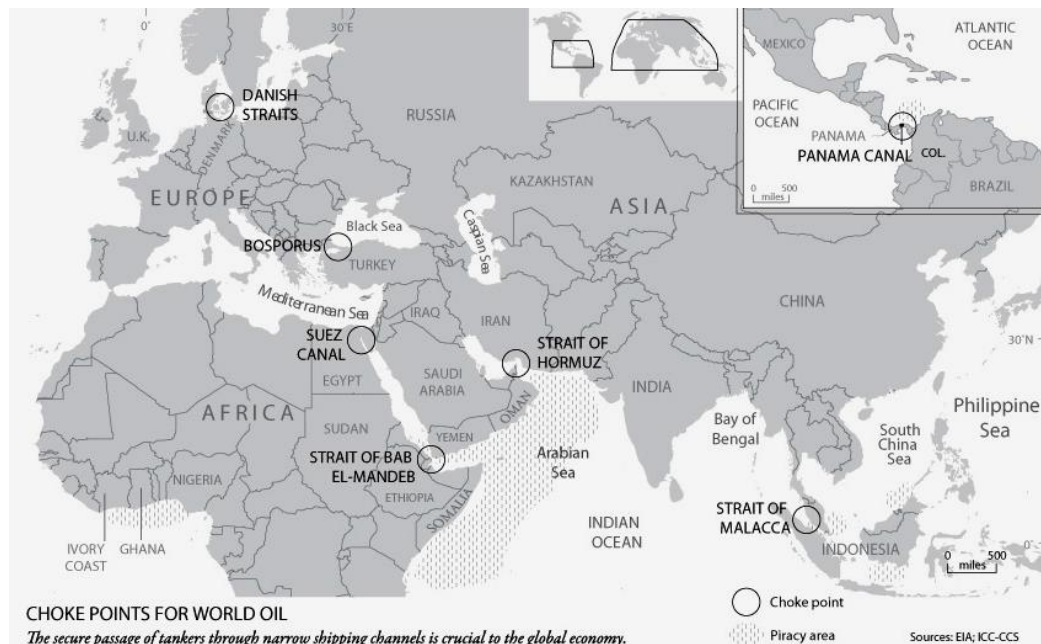 0°
30°E
DANISH
STRAITS
U.K.
DENMARK
RUSSIA
EUROPE
KAZAKHSTAN
ASIA
Black Sea
Caspian Sea
BOSPORUS
TURKEY
Mediterranean Sea
CHINA
SUEZ
CANAL
IRAQ
IRAN
STRAIT OF
HORMUZ
30°N
EGYPT
SAUDI
ARABIA
OMAN
INDIA
AFRICA
SUDAN
YEMEN
Bay of
Bengal
South
China
Sea
Philippine
Sea
STRAIT OF BAB
EL-MANDEB
Arabian
Sea
NIGERIA
ETHIOPIA
SOMALIA
STRAIT OF
MALACCA
IVORY
COAST
GHANA
INDIAN
OCEAN
INDONESIA
0°
0 500
miles
MEXICO
ATLANTIC
OCEAN
PACIFIC
OCEAN
PANAMA
PANAMA CANAL
COL.
BRAZIL
0 500
miles
CHOKE POINTS FOR WORLD OIL
The secure passage of tankers through narrow shipping channels is crucial to the global economy.
Choke point
Piracy area
Sources: EIA; ICC-CCS